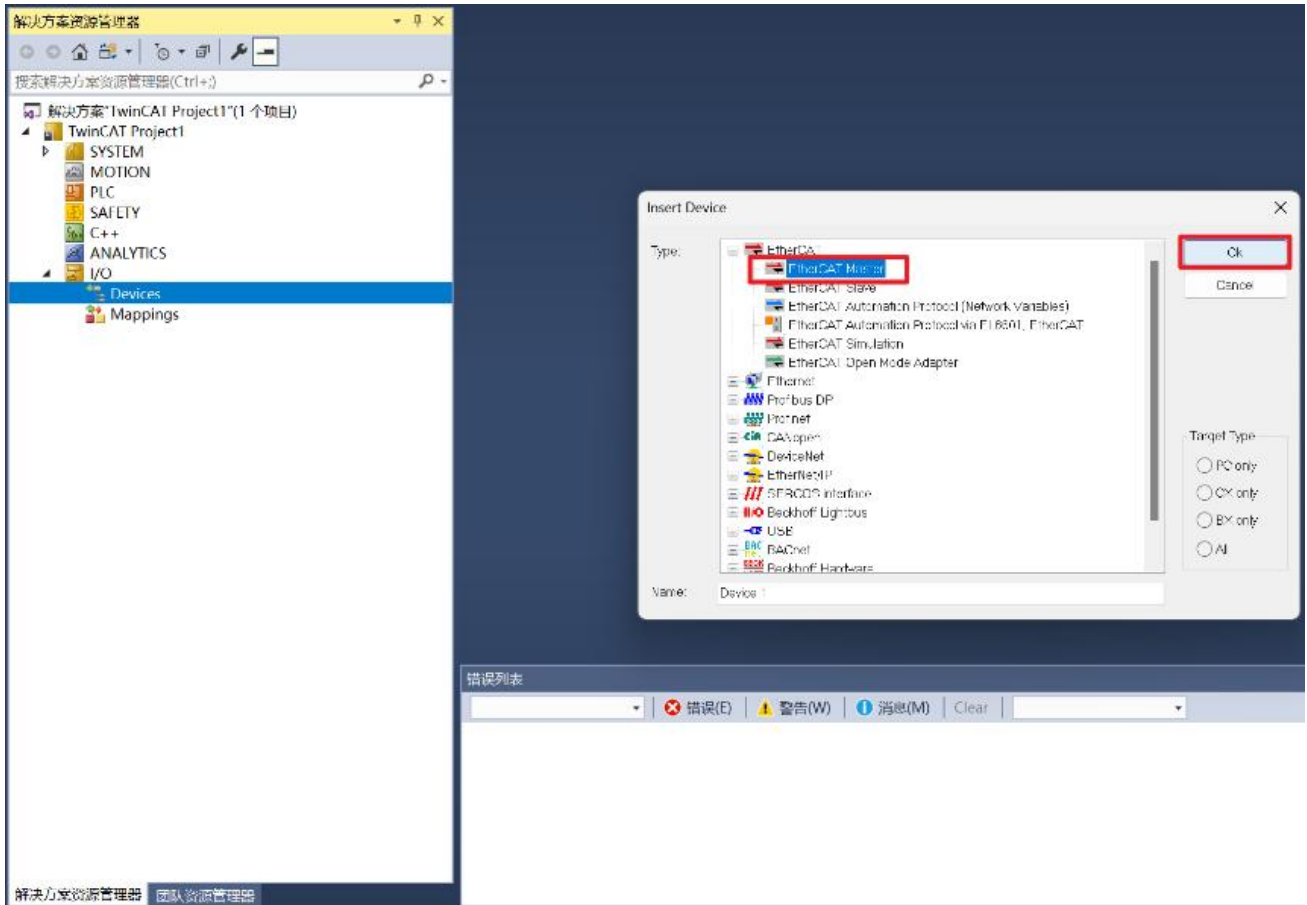 解决方案资源管理器
搜索解决方案资源管理器(Ctrl+;)
解决方案"TwinCAT Project1"(1 个项目)
TwinCAT Project1
SYSTEM
MOTION
PLC
SAFETY
C++
ANALYTICS
I/O
Devices
Mappings
Insert Device
Type:
EtherCAT
EtherCAT Master
EtherCAT Slave
EtherCAT Automation Protocol (Network Variables)
EtherCAT Automation Protocol via EL6601, EtherCAT
EtherCAT Simulation
EtherCAT Open Mode Adapter
Ethernet
Profibus DP
Profinet
CANopen
DeviceNet
EtherNet/IP
SERCOS interface
Beckhoff Lightbus
USB
BACnet
Beckhoff Hardware
Ok
Cancel
Target Type
PC only
CX only
BX only
All
Name:
Device 1
错误列表
错误(E)
警告(W)
消息(M)
Clear
解决方案资源管理器
团队资源管理器